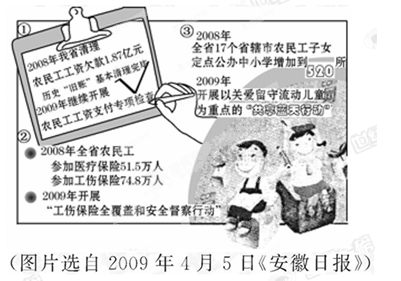 ①
2008年我省清理
农民工工资欠款1.87亿元
历史“旧账”基本清理完毕
2009年继续开展
农民工工资支付专项检查
②
2008年全省农民工
参加医疗保险51.5万人
参加工伤保险74.8万人
2009年开展
“工伤保险全覆盖和安全督察行动”
③
2008年
全省17个省辖市农民工子女
定点公办中小学增加到520所
2009年
开展以关爱留守流动儿童
为重点的“共享蓝天行动”
(图片选自2009年4月5日《安徽日报》)